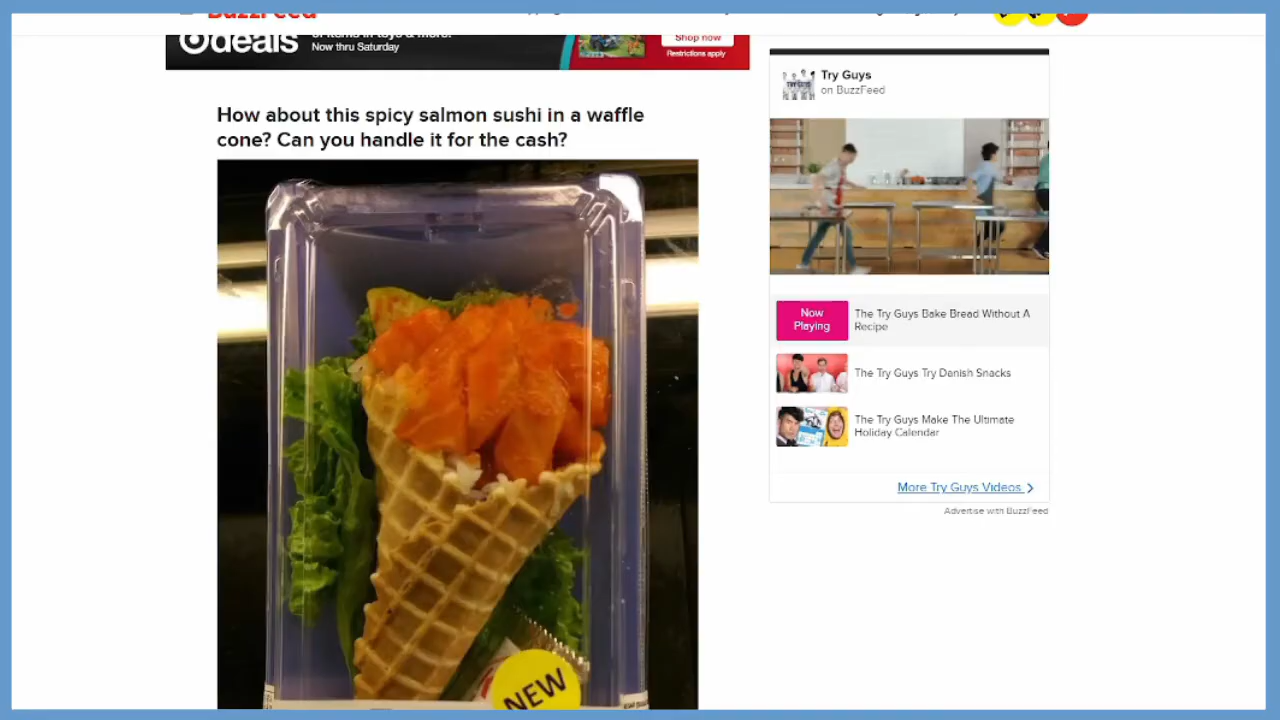 BuzzFeed
deals
Now thru Saturday
Shop now
Restrictions apply
How about this spicy salmon sushi in a waffle
cone? Can you handle it for the cash?
NEW
Try Guys
on BuzzFeed
Now
Playing
The Try Guys Bake Bread Without A
Recipe
The Try Guys Try Danish Snacks
The Try Guys Make The Ultimate
Holiday Calendar
More Try Guys Videos
Advertise with BuzzFeed